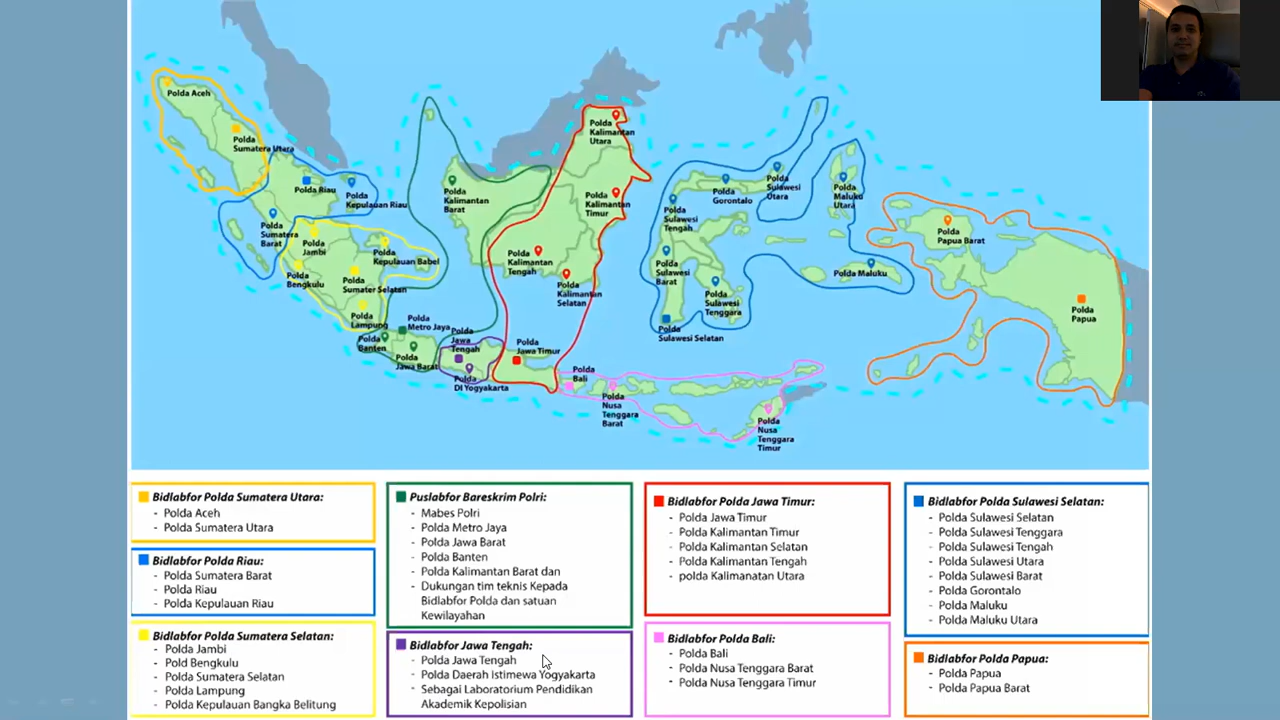 Polda Aceh
Polda
Sumatera Utara
Polda Riau
Polda
Kepulauan Riau
Polda
Sumatera
Barat
Polda
Jambi
Polda
Kepulauan Babel
Polda
Bengkulu
Polda
Sumater Selatan
Polda
Lampung
Polda
Banten
Polda
Metro Jaya
Polda
Jawa Barat
Polda
Jawa
Tengah
Polda
DI Yogyakarta
Polda
Jawa Timur
Polda
Kalimantan
Barat
Polda
Kalimantan
Utara
Polda
Kalimantan
Timur
Polda
Kalimantan
Tengah
Polda
Kalimantan
Selatan
Polda
Bali
Polda
Nusa
Tenggara
Barat
Polda
Nusa
Tenggara
Timur
Polda
Sulawesi
Tengah
Polda
Gorontalo
Polda
Sulawesi
Utara
Polda
Sulawesi
Barat
Polda
Sulawesi
Tenggara
Polda
Sulawesi Selatan
Polda
Maluku
Utara
Polda Maluku
Polda
Papua Barat
Polda
Papua
Bidlabfor Polda Sumatera Utara:
- Polda Aceh
- Polda Sumatera Utara
Bidlabfor Polda Riau:
- Polda Sumatera Barat
- Polda Riau
- Polda Kepulauan Riau
Bidlabfor Polda Sumatera Selatan:
- Polda Jambi
- Pold Bengkulu
- Polda Sumatera Selatan
- Polda Lampung
- Polda Kepulauan Bangka Belitung
Puslabfor Bareskrim Polri:
- Mabes Polri
- Polda Metro Jaya
- Polda Jawa Barat
- Polda Banten
- Polda Kalimantan Barat dan
- Dukungan tim teknis Kepada
Bidlabfor Polda dan satuan
Kewilayahan
Bidlabfor Jawa Tengah:
- Polda Jawa Tengah
- Polda Daerah Istimewa Yogyakarta
- Sebagai Laboratorium Pendidikan
Akademik Kepolisian
Bidlabfor Polda Jawa Timur:
- Polda Jawa Timur
- Polda Kalimantan Timur
- Polda Kalimantan Selatan
- Polda Kalimantan Tengah
- polda Kalimanatan Utara
Bidlabfor Polda Bali:
- Polda Bali
- Polda Nusa Tenggara Barat
- Polda Nusa Tenggara Timur
Bidlabfor Polda Sulawesi Selatan:
- Polda Sulawesi Selatan
- Polda Sulawesi Tenggara
- Polda Sulawesi Tengah
- Polda Sulawesi Utara
- Polda Sulawesi Barat
- Polda Gorontalo
- Polda Maluku
- Polda Maluku Utara
Bidlabfor Polda Papua:
- Polda Papua
- Polda Papua Barat